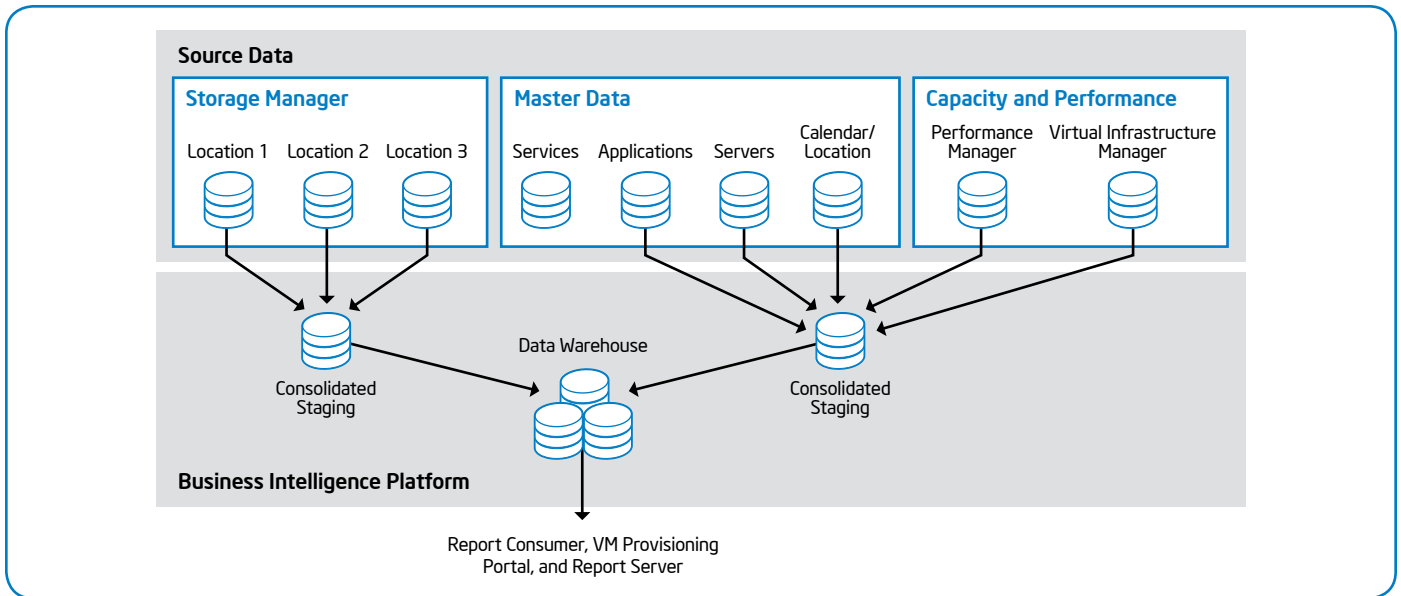 Source Data
Storage Manager
Location 1
Location 2
Location 3
Master Data
Services
Applications
Servers
Calendar/
Location
Capacity and Performance
Performance
Manager
Virtual Infrastructure
Manager
Consolidated
Staging
Data Warehouse
Consolidated
Staging
Business Intelligence Platform
Report Consumer, VM Provisioning
Portal, and Report Server